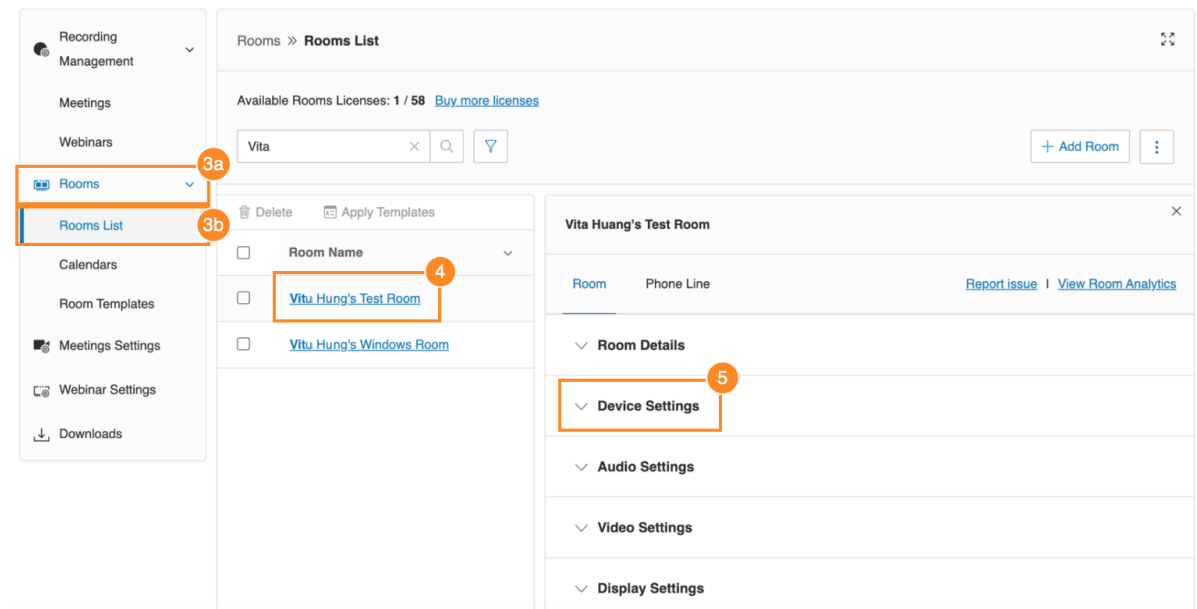 Recording
Management
Meetings
Webinars
3a
Rooms
3b
Rooms List
Calendars
Room Templates
Meetings Settings
Webinar Settings
Downloads
Rooms » Rooms List
Available Rooms Licenses: 1 / 58 Buy more licenses
Vita
+ Add Room
Delete Apply Templates
Room Name
4
Vitu Hung's Test Room
Vitu Hung's Windows Room
Vita Huang's Test Room
Room Phone Line Report issue | View Room Analytics
Room Details
5
Device Settings
Audio Settings
Video Settings
Display Settings